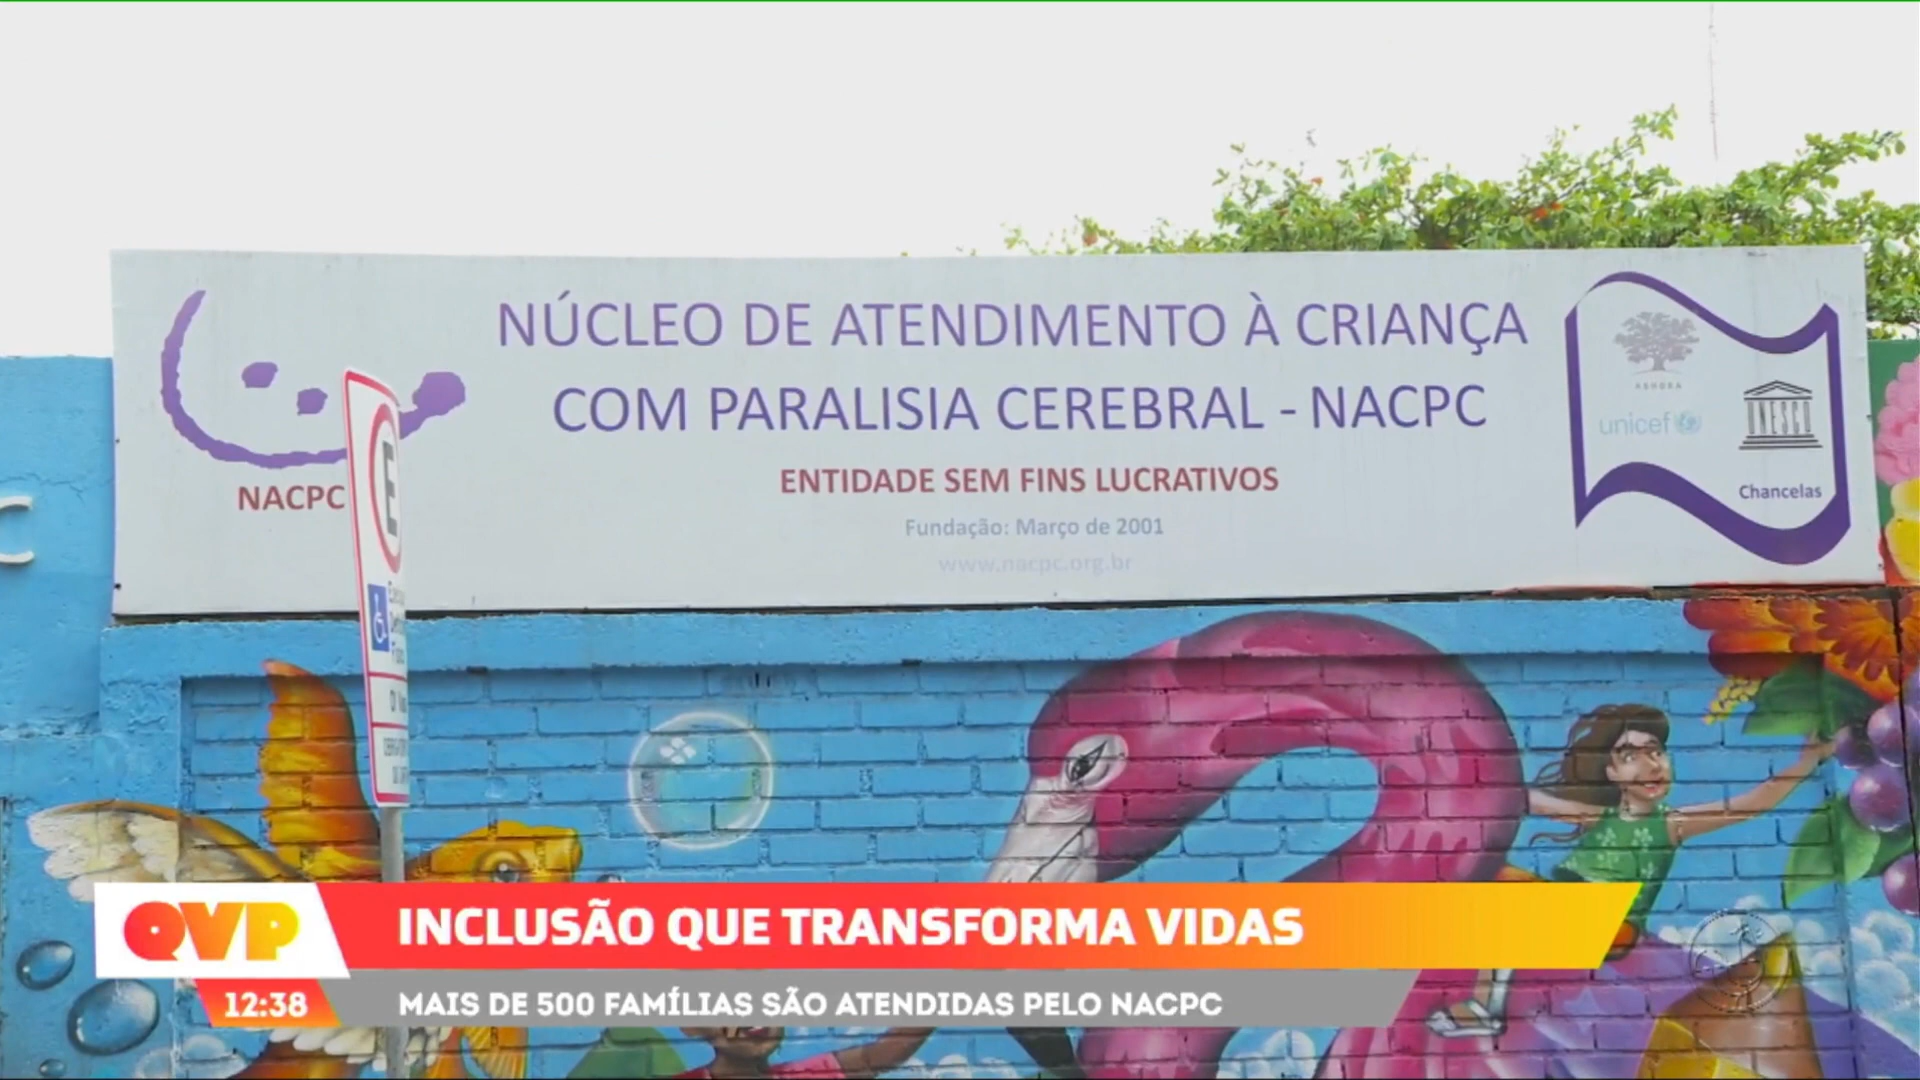 NÚCLEO DE ATENDIMENTO À CRIANÇA
COM PARALISIA CEREBRAL - NACPC
ENTIDADE SEM FINS LUCRATIVOS
Fundação: Março de 2001
www.nacpc.org.br
NACPC
ASHOKA
unicef
UNESCO
Chancelas
E
C
QVP
INCLUSÃO QUE TRANSFORMA VIDAS
12:38
MAIS DE 500 FAMÍLIAS SÃO ATENDIDAS PELO NACPC